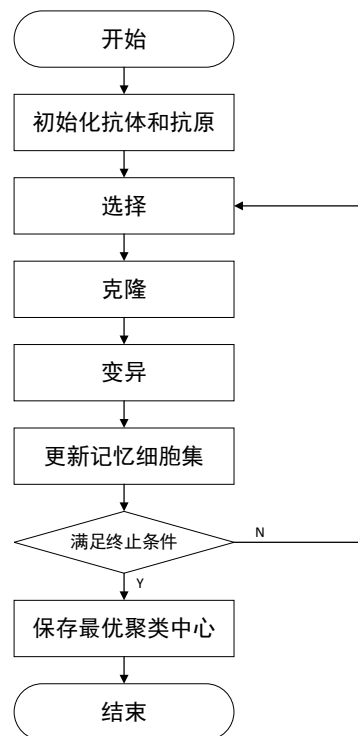 开始
初始化抗体和抗原
选择
克隆
变异
更新记忆细胞集
满足终止条件
N
Y
保存最优聚类中心
结束